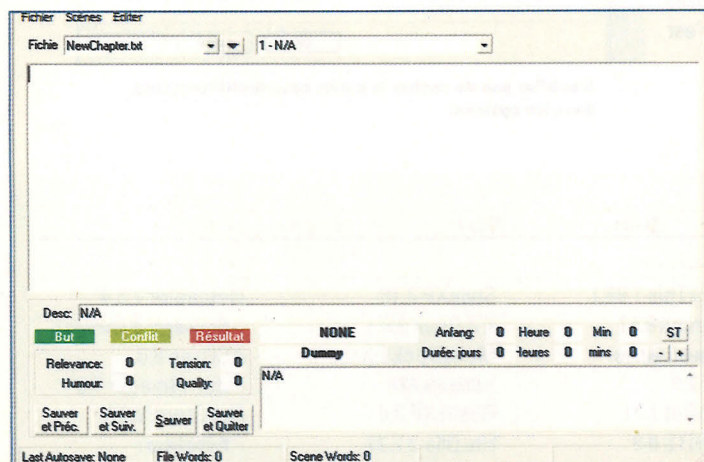 Fichier Scènes Editer
Fichie NewChapter.txt 1 - N/A
Desc: N/A
But Conflit Résultat NONE Anfang: 0 Heure 0 Min 0 ST
Dummy Durée: jours 0 Heures 0 mins 0 - +
Relevance: 0 Tension: 0
Humour: 0 Quality: 0
N/A
Sauver et Préc. Sauver et Suiv. Sauver Sauver et Quitter
Last Autosave: None File Words: 0 Scene Words: 0